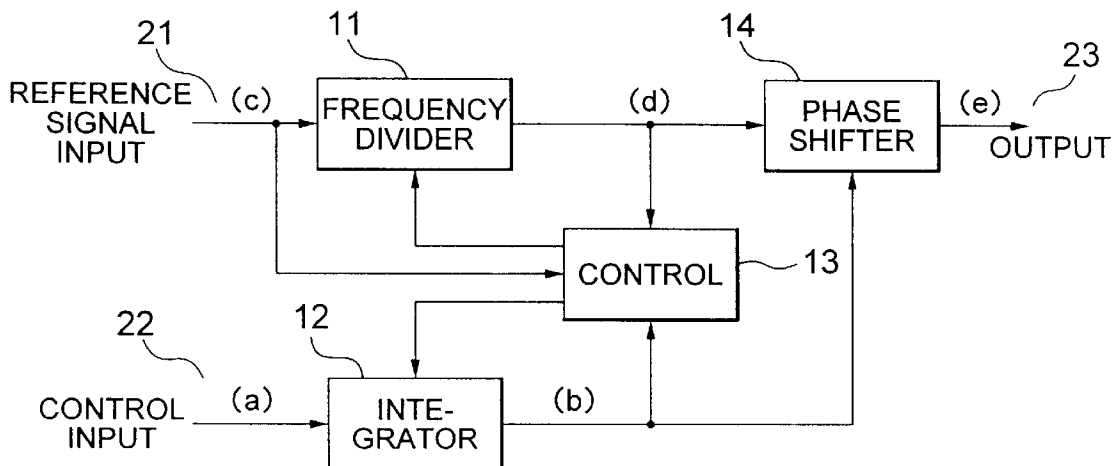 21
11
14
23
REFERENCE
SIGNAL
INPUT
(c)
FREQUENCY
DIVIDER
(d)
PHASE
SHIFTER
(e)
OUTPUT
CONTROL
13
22
12
CONTROL
INPUT
(a)
INTE-
GRATOR
(b)